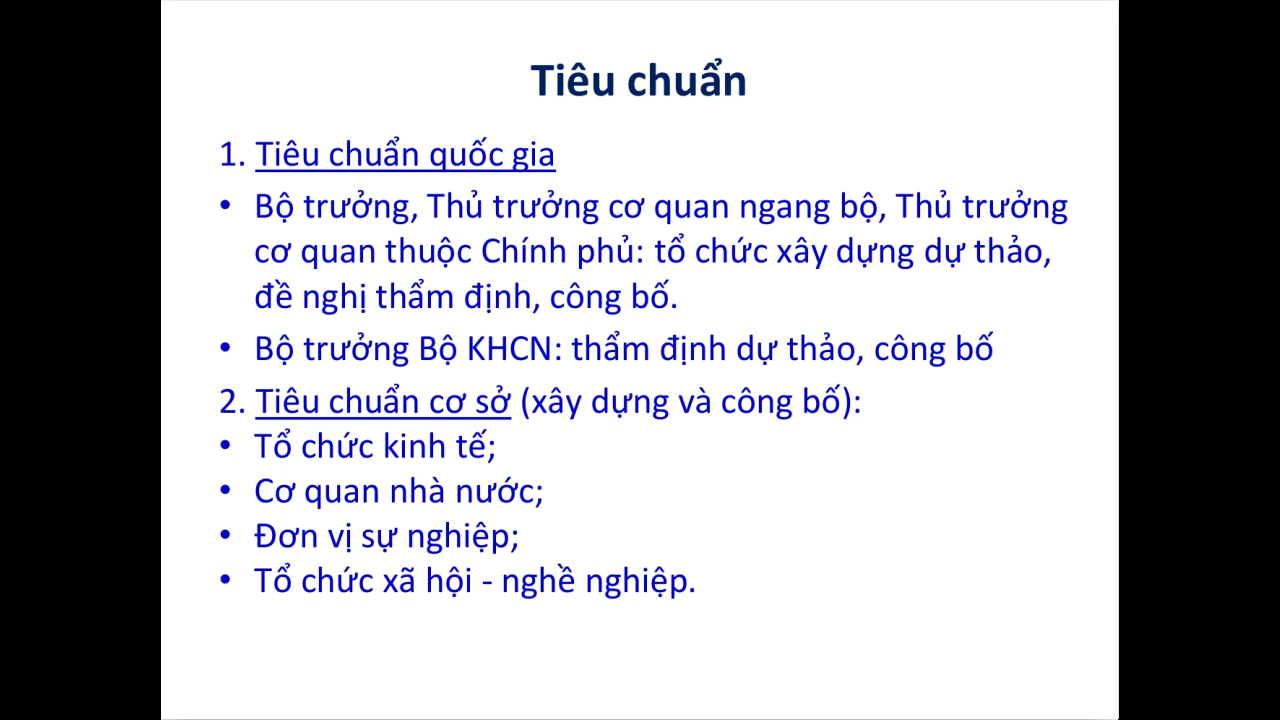 Tiêu chuẩn
1. Tiêu chuẩn quốc gia
• Bộ trưởng, Thủ trưởng cơ quan ngang bộ, Thủ trưởng
cơ quan thuộc Chính phủ: tổ chức xây dựng dự thảo,
đề nghị thẩm định, công bố.
• Bộ trưởng Bộ KHCN: thẩm định dự thảo, công bố
2. Tiêu chuẩn cơ sở (xây dựng và công bố):
• Tổ chức kinh tế;
• Cơ quan nhà nước;
• Đơn vị sự nghiệp;
• Tổ chức xã hội - nghề nghiệp.